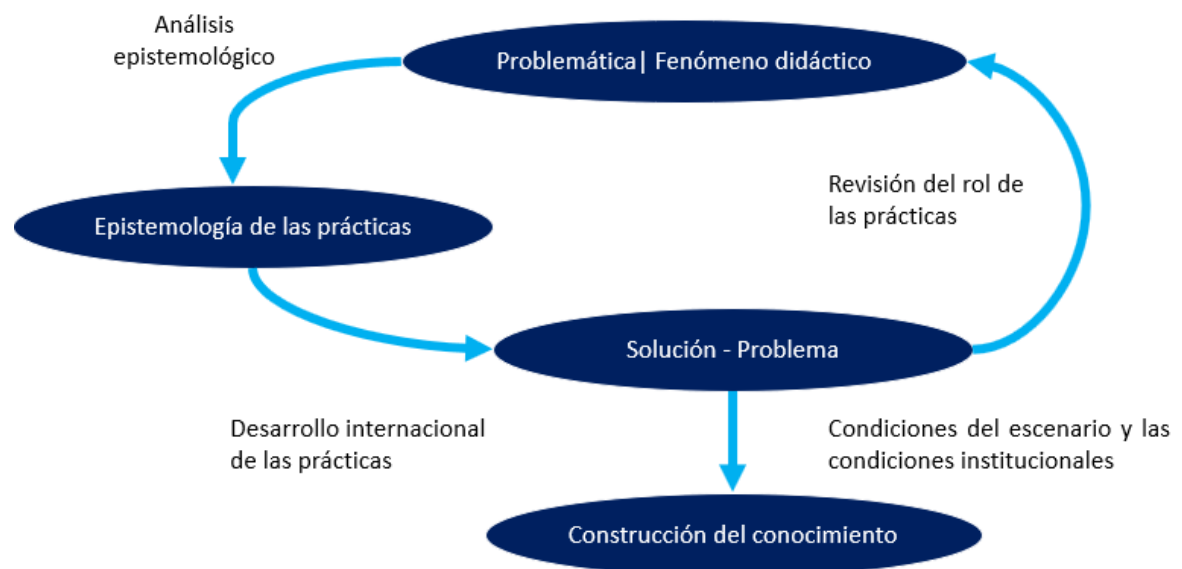 Análisis
epistemológico
Problemática| Fenómeno didáctico
Revisión del rol de
las prácticas
Epistemología de las prácticas
Solución - Problema
Desarrollo internacional
de las prácticas
Condiciones del escenario y las
condiciones institucionales
Construcción del conocimiento